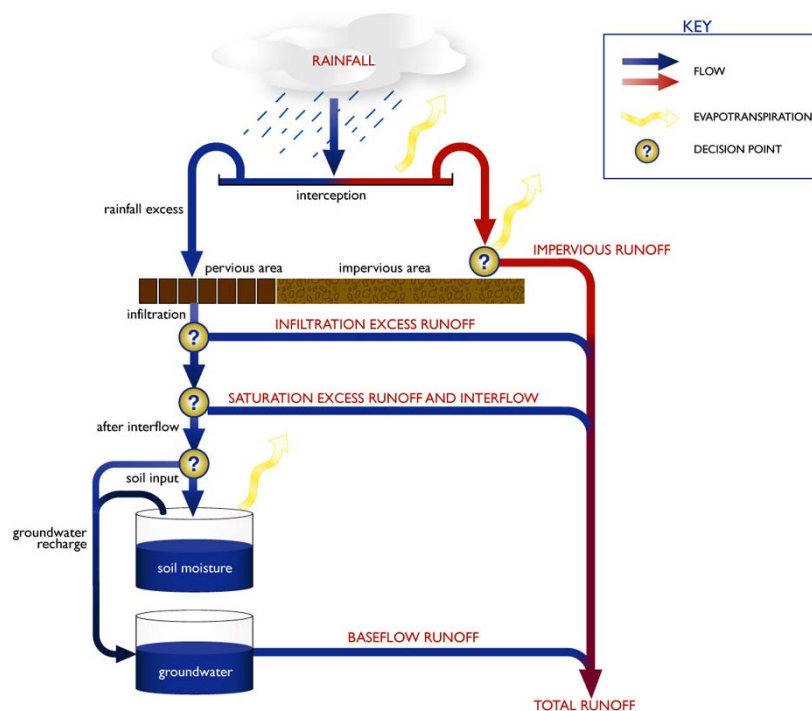 KEY
RAINFALL
FLOW
EVAPOTRANSPIRATION
?
DECISION POINT
interception
rainfall excess
?
IMPERVIOUS RUNOFF
pervious area
impervious area
infiltration
?
INFILTRATION EXCESS RUNOFF
?
SATURATION EXCESS RUNOFF AND INTERFLOW
after interflow
?
soil input
groundwater
recharge
soil moisture
BASEFLOW RUNOFF
groundwater
TOTAL RUNOFF